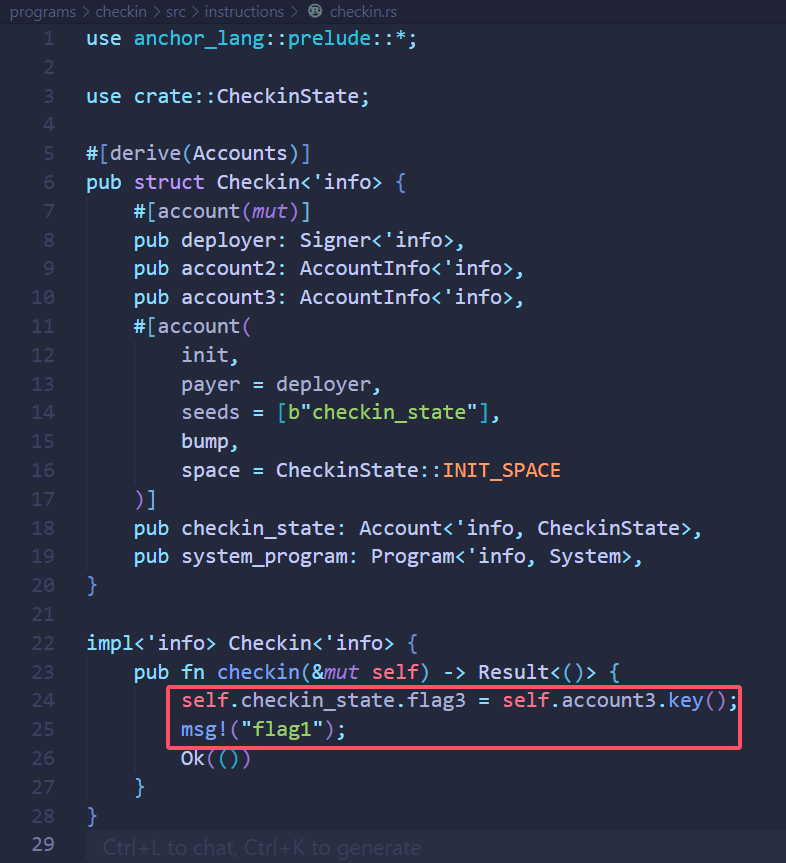 programs > checkin > src > instructions > checkin.rs
1 use anchor_lang::prelude::*;
2
3 use crate::CheckinState;
4
5 #[derive(Accounts)]
6 pub struct Checkin<'info> {
7     #[account(mut)]
8     pub deployer: Signer<'info>,
9     pub account2: AccountInfo<'info>,
10     pub account3: AccountInfo<'info>,
11     #[account(
12         init,
13         payer = deployer,
14         seeds = [b"checkin_state"],
15         bump,
16         space = CheckinState::INIT_SPACE
17     )]
18     pub checkin_state: Account<'info, CheckinState>,
19     pub system_program: Program<'info, System>,
20 }
21
22 impl<'info> Checkin<'info> {
23     pub fn checkin(&mut self) -> Result<()> {
24         self.checkin_state.flag3 = self.account3.key();
25         msg!("flag1");
26         Ok(())
27     }
28 }
29 Ctrl+L to chat, Ctrl+K to generate